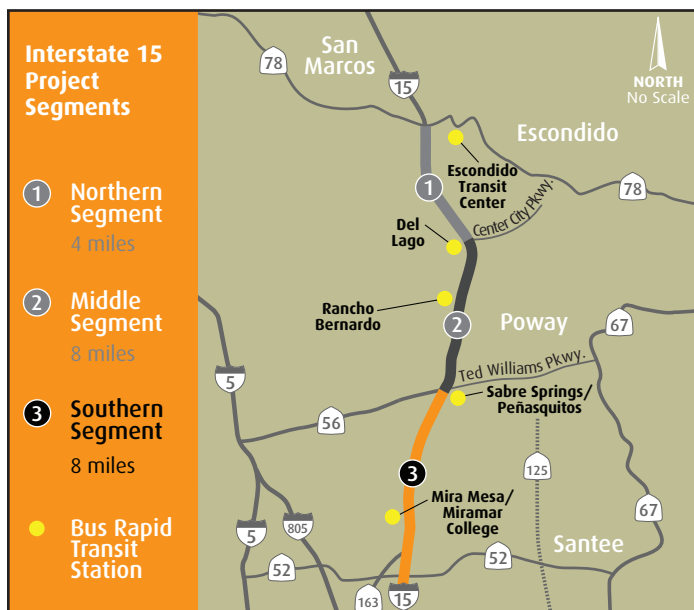 Interstate 15
Project
Segments
1
Northern
Segment
4 miles
2
Middle
Segment
8 miles
3
Southern
Segment
8 miles
Bus Rapid
Transit
Station
San
Marcos
78
15
NORTH
No Scale
Escondido
Escondido
Transit
Center
78
1
Center City Pkwy.
Del
Lago
Rancho
Bernardo
2
Poway
67
Ted Williams Pkwy.
5
Sabre Springs/
Peñasquitos
56
125
3
Mira Mesa/
Miramar
College
67
Santee
805
5
52
52
163
15